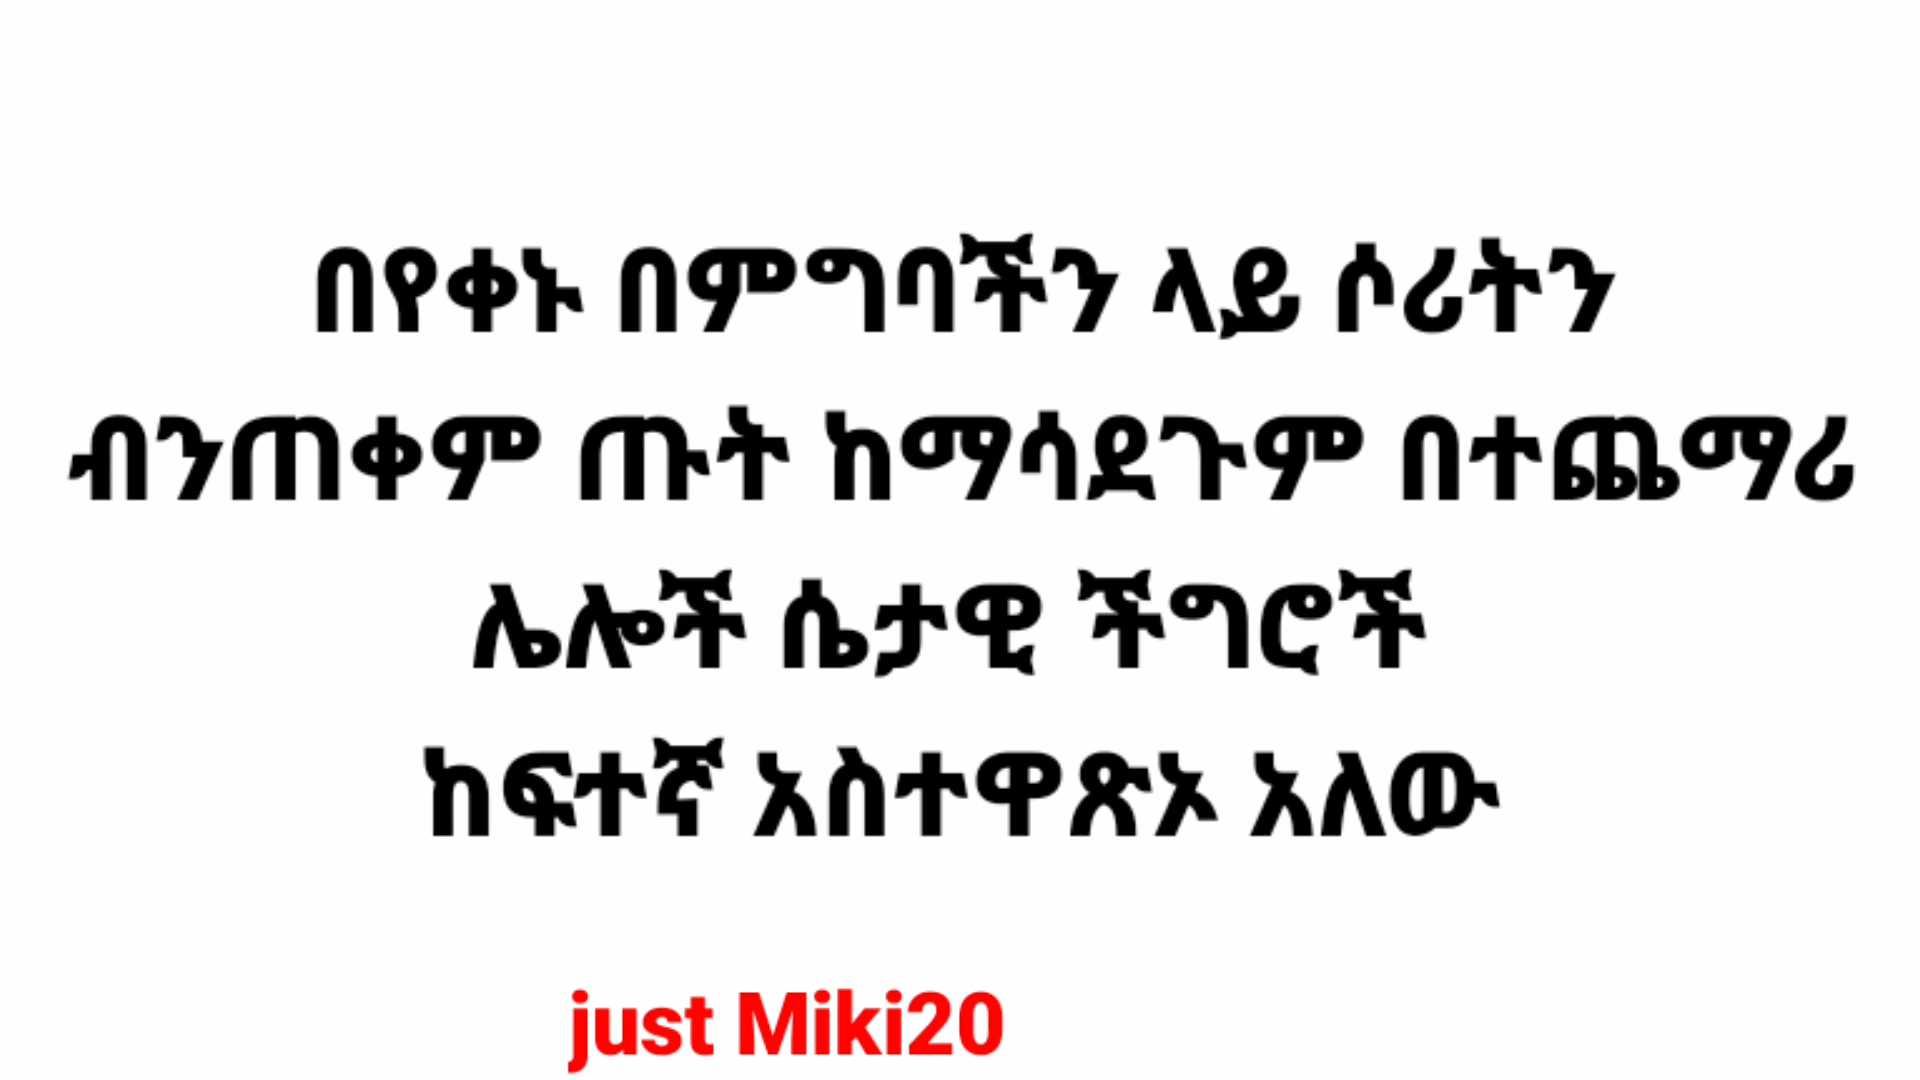 በየቀኑ በምግባችን ላይ ሶሪትን
ብንጠቀም ጡት ከማሳደጉም በተጨማሪ
ሌሎች ሴታዊ ችግሮች
ከፍተኛ አስተዋጽኦ አለው
just Miki20